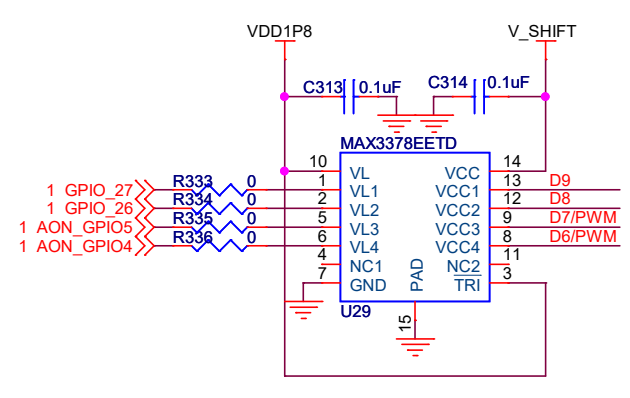 VDD1P8 V_SHIFT
C313 0.1uF C314 0.1uF
MAX3378EETD
10 VL VCC 14
1 GPIO_27 R333 0 1 VL1 VCC1 13 D9
1 GPIO_26 R334 0 2 VL2 VCC2 12 D8
1 AON_GPIO5 R335 0 5 VL3 VCC3 9 D7/PWM
1 AON_GPIO4 R336 0 6 VL4 VCC4 8 D6/PWM
4 NC1 NC2 11
7 GND PAD TRI 3
U29 15